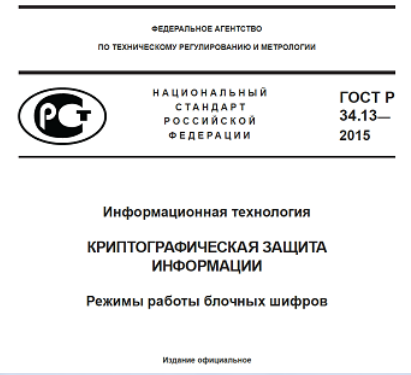 ФЕДЕРАЛЬНОЕ АГЕНТСТВО
ПО ТЕХНИЧЕСКОМУ РЕГУЛИРОВАНИЮ И МЕТРОЛОГИИ
РСТ
НАЦИОНАЛЬНЫЙ
СТАНДАРТ
РОССИЙСКОЙ
ФЕДЕРАЦИИ
ГОСТ Р
34.13—
2015
Информационная технология
КРИПТОГРАФИЧЕСКАЯ ЗАЩИТА
ИНФОРМАЦИИ
Режимы работы блочных шифров
Издание официальное